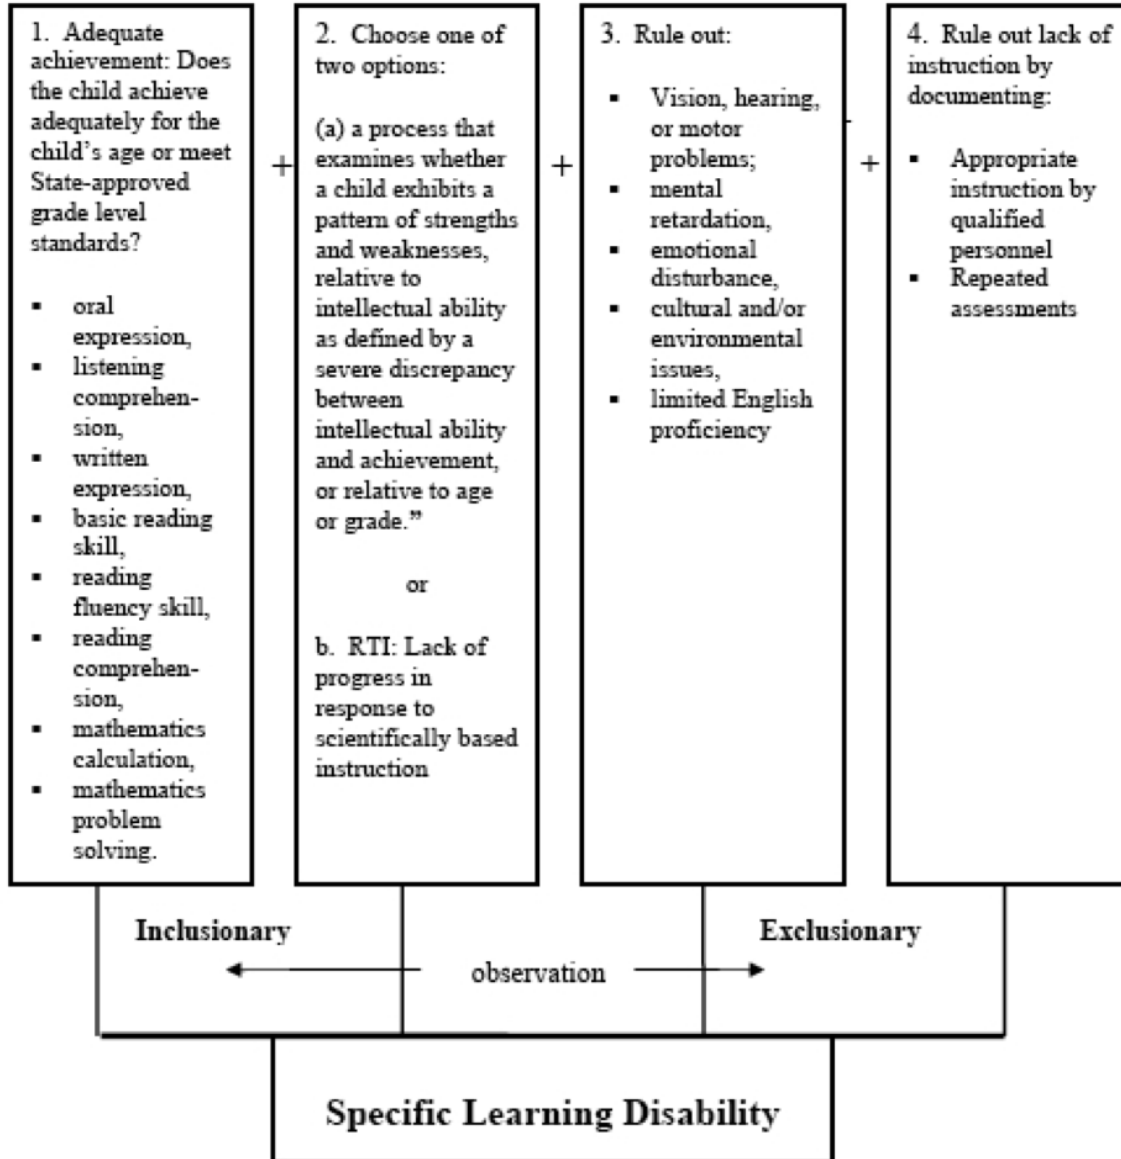 1. Adequate
achievement: Does
the child achieve
adequately for the
child's age or meet
State-approved
grade level
standards?
▪ oral
expression,
▪ listening
comprehen-
sion,
▪ written
expression,
▪ basic reading
skill,
▪ reading
fluency skill,
▪ reading
comprehen-
sion,
▪ mathematics
calculation,
▪ mathematics
problem
solving.
+
2. Choose one of
two options:
(a) a process that
examines whether
a child exhibits a
pattern of strengths
and weaknesses,
relative to
intellectual ability
as defined by a
severe discrepancy
between
intellectual ability
and achievement,
or relative to age
or grade.”
or
b. RTI: Lack of
progress in
response to
scientifically based
instruction
+
3. Rule out:
▪ Vision, hearing,
or motor
problems;
▪ mental
retardation,
▪ emotional
disturbance,
▪ cultural and/or
environmental
issues,
▪ limited English
proficiency
+
4. Rule out lack of
instruction by
documenting:
▪ Appropriate
instruction by
qualified
personnel
▪ Repeated
assessments
Inclusionary
Exclusionary
observation
Specific Learning Disability